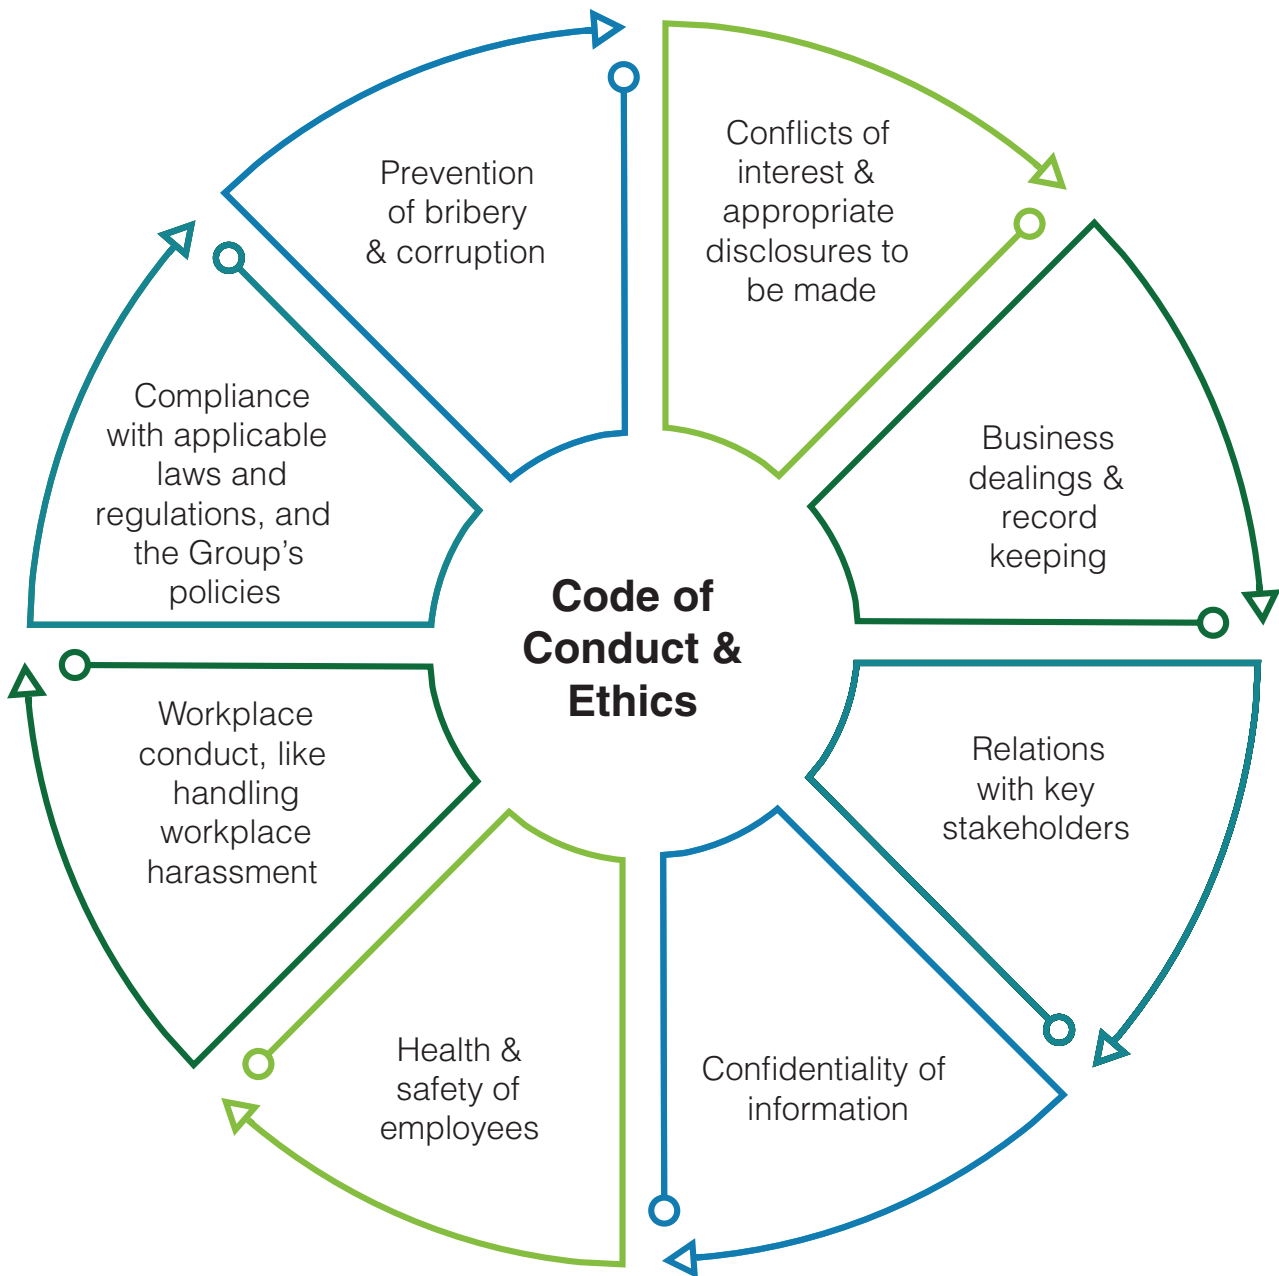 Prevention
of bribery
& corruption
Conflicts of
interest &
appropriate
disclosures to
be made
Compliance
with applicable
laws and
regulations, and
the Group’s
policies
Business
dealings &
record
keeping
Code of
Conduct &
Ethics
Workplace
conduct, like
handling
workplace
harassment
Relations
with key
stakeholders
Health &
safety of
employees
Confidentiality of
information